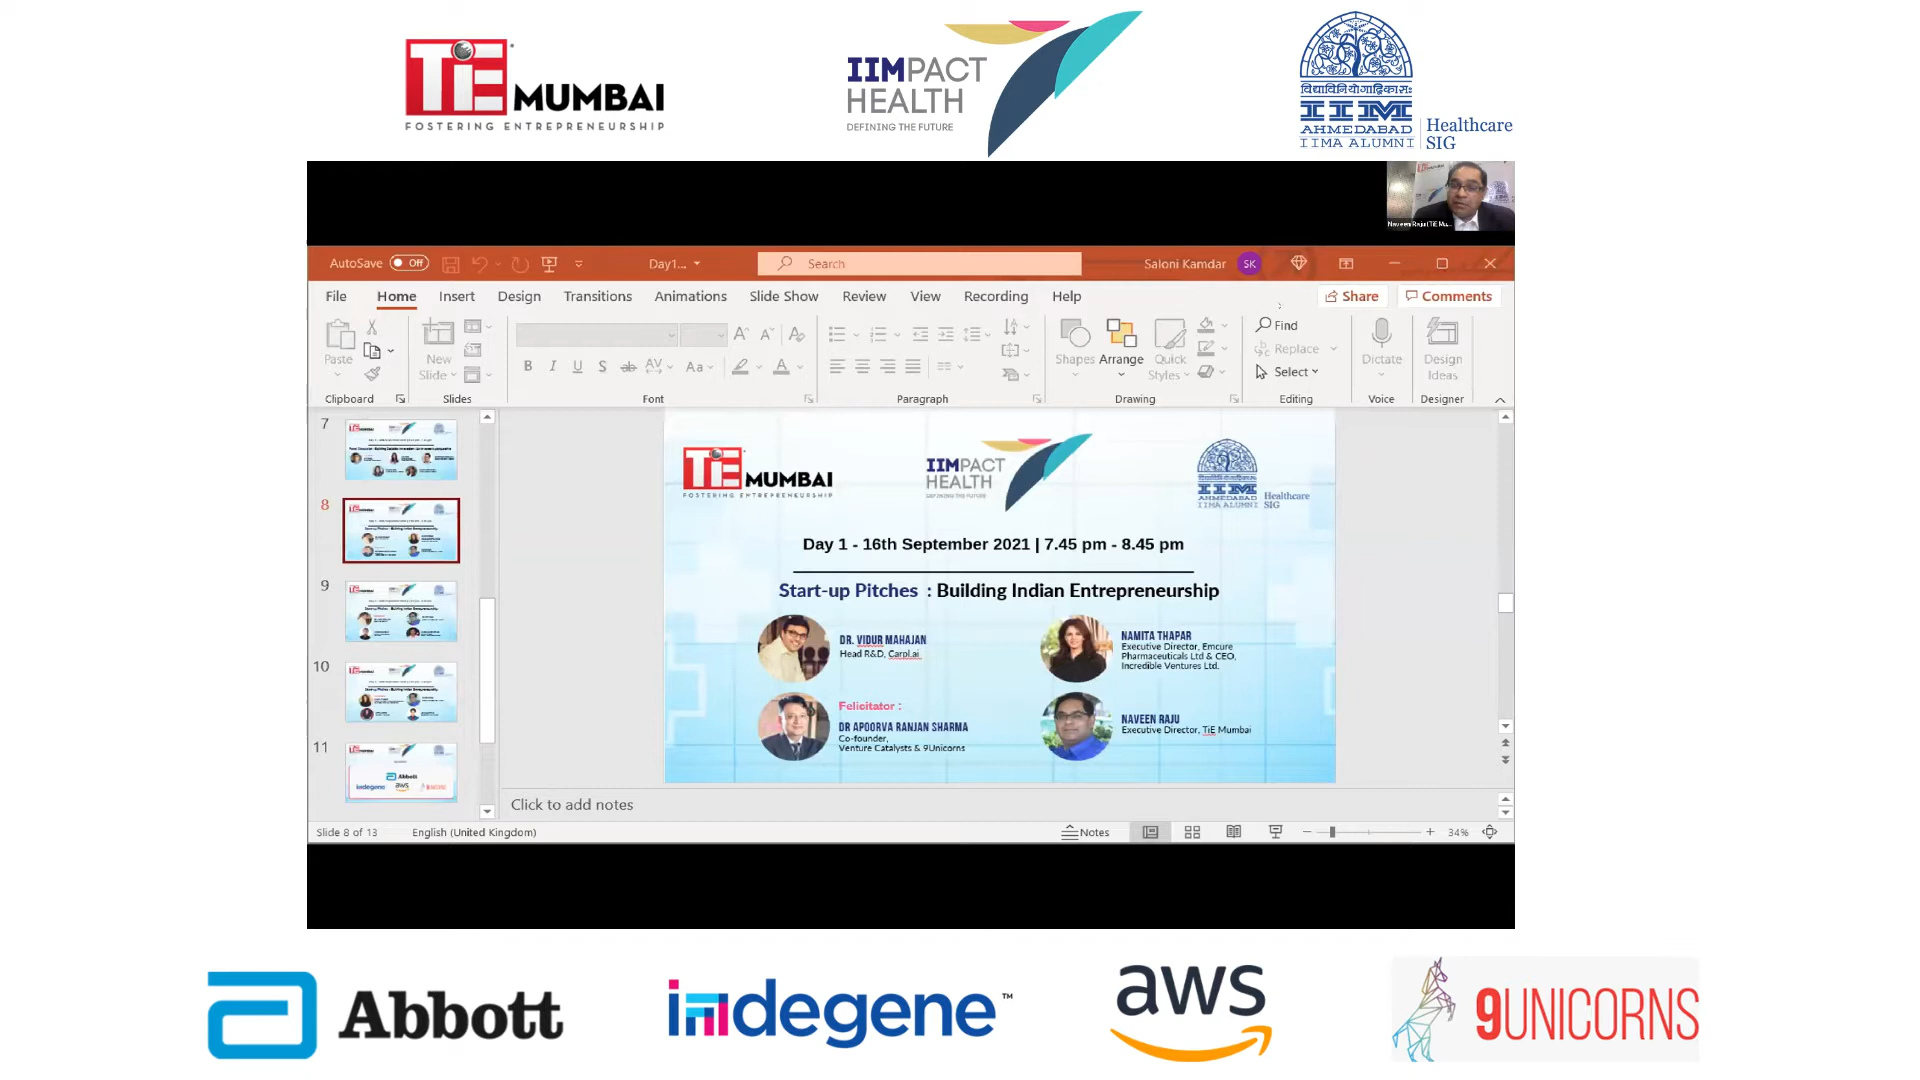 TiE MUMBAI
FOSTERING ENTREPRENEURSHIP
IIMPACT
HEALTH
DEFINING THE FUTURE
विद्याविनियोगाद्विकासः
IIM
AHMEDABAD
IIMA ALUMNI
Healthcare
SIG
AutoSave Off
Day1...
Search
Saloni Kamdar SK
File Home Insert Design Transitions Animations Slide Show Review View Recording Help
Share Comments
Paste
New
Slide
B I U S ab AV Aa A
Shapes Arrange Quick
Styles
Find
Replace
Select
Dictate
Design
Ideas
Clipboard Slides Font Paragraph Drawing Editing Voice Designer
7
8
9
10
11
TiE MUMBAI
FOSTERING ENTREPRENEURSHIP
IIMPACT
HEALTH
DEFINING THE FUTURE
IIM
AHMEDABAD
IIMA ALUMNI
Healthcare
SIG
Day 1 - 16th September 2021 | 7.45 pm - 8.45 pm
Start-up Pitches : Building Indian Entrepreneurship
DR. VIDUR MAHAJAN
Head R&D, Carpl.ai
NAMITA THAPAR
Executive Director, Emcure
Pharmaceuticals Ltd & CEO,
Incredible Ventures Ltd.
Felicitator :
DR APOORVA RANJAN SHARMA
Co-founder,
Venture Catalysts & 9Unicorns
NAVEEN RAJU
Executive Director, TiE Mumbai
Click to add notes
Slide 8 of 13
English (United Kingdom)
Notes
34%
Abbott
indegene™
aws
9UNICORNS